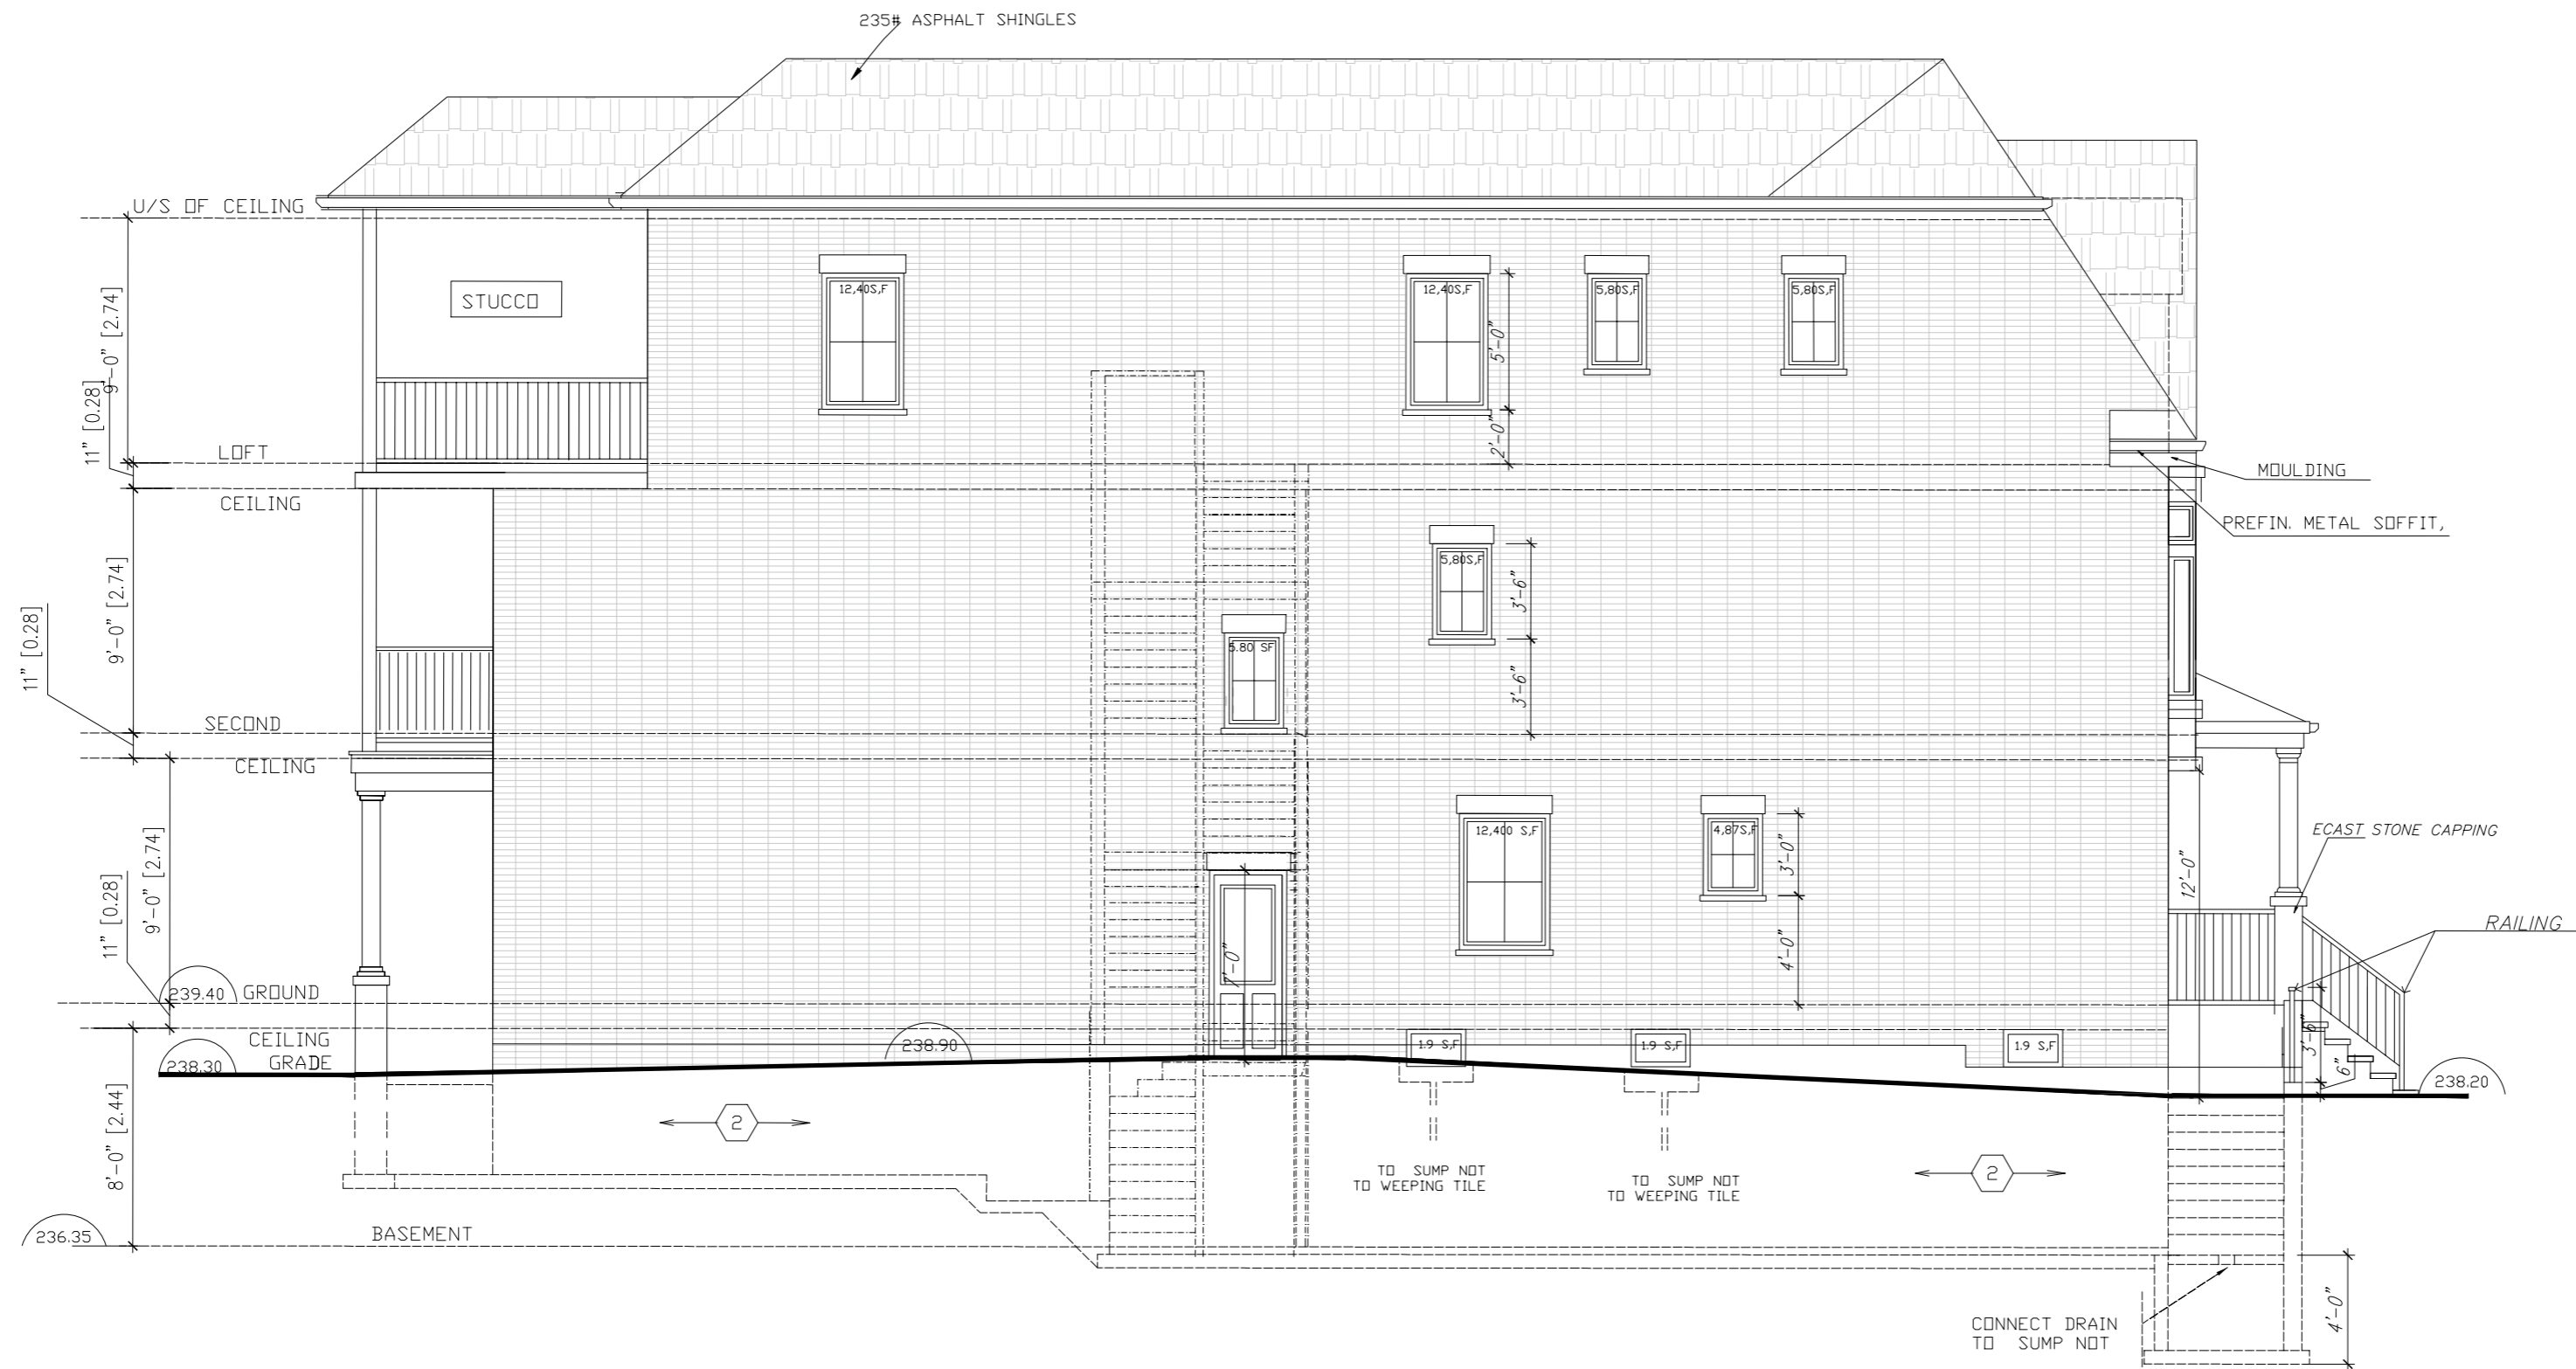 235# ASPHALT SHINGLES
U/S OF CEILING
STUCCO
12,40S,F
12,40S,F
5,80S,F
5,80S,F
9'-0" [2.74]
5'-0"
2'-0"
11" [0.28]
LOFT
CEILING
MOULDING
PREFIN. METAL SOFFIT,
5,80S,F
3'-6"
3'-6"
5.80 SF
9'-0" [2.74]
11" [0.28]
SECOND
CEILING
12,400 S,F
4,87S,F
3'-0"
4'-0"
12'-0"
ECAST STONE CAPPING
RAILING
9'-0" [2.74]
11" [0.28]
7'-0"
239.40
GROUND
CEILING
GRADE
238.30
238.90
1.9 S,F
1.9 S,F
1.9 S,F
3'-6"
6"
238.20
8'-0" [2.44]
2
2
TO SUMP NOT
TO WEEPING TILE
TO SUMP NOT
TO WEEPING TILE
236.35
BASEMENT
CONNECT DRAIN
TO SUMP NOT
4'-0"